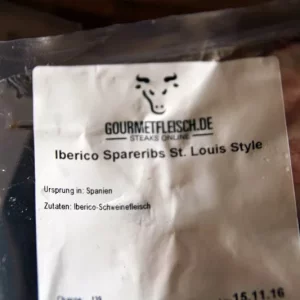 GOURMETFLEISCH.DE
STEAKS ONLINE
Iberico Spareribs St. Louis Style
Ursprung in: Spanien
Zutaten: Iberico-Schweinefleisch
15.11.16